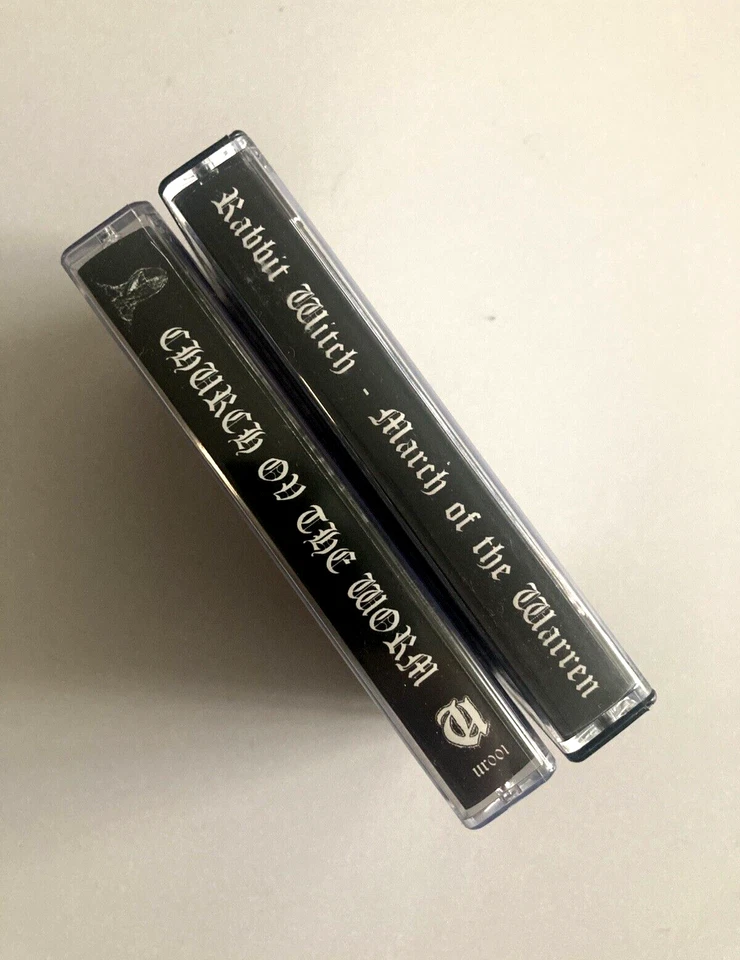 Rabbit Witch - March of the Warren
CHURCH OV THE WORM
U
ur001